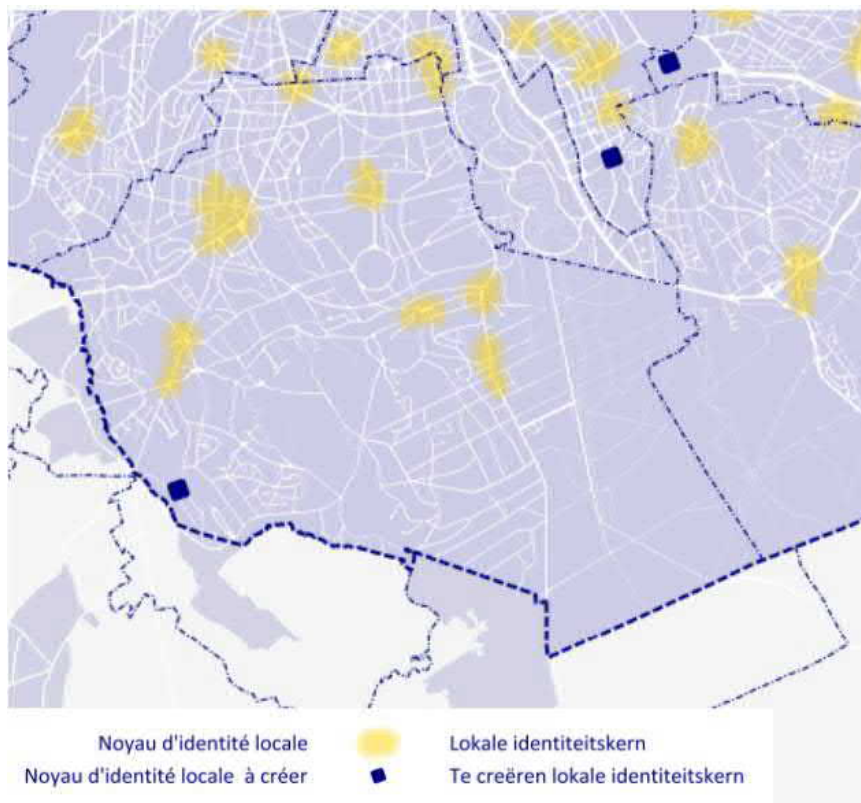 Noyau d'identité locale Lokale identiteitskern
Noyau d'identité locale à créer Te creëren lokale identiteitskern